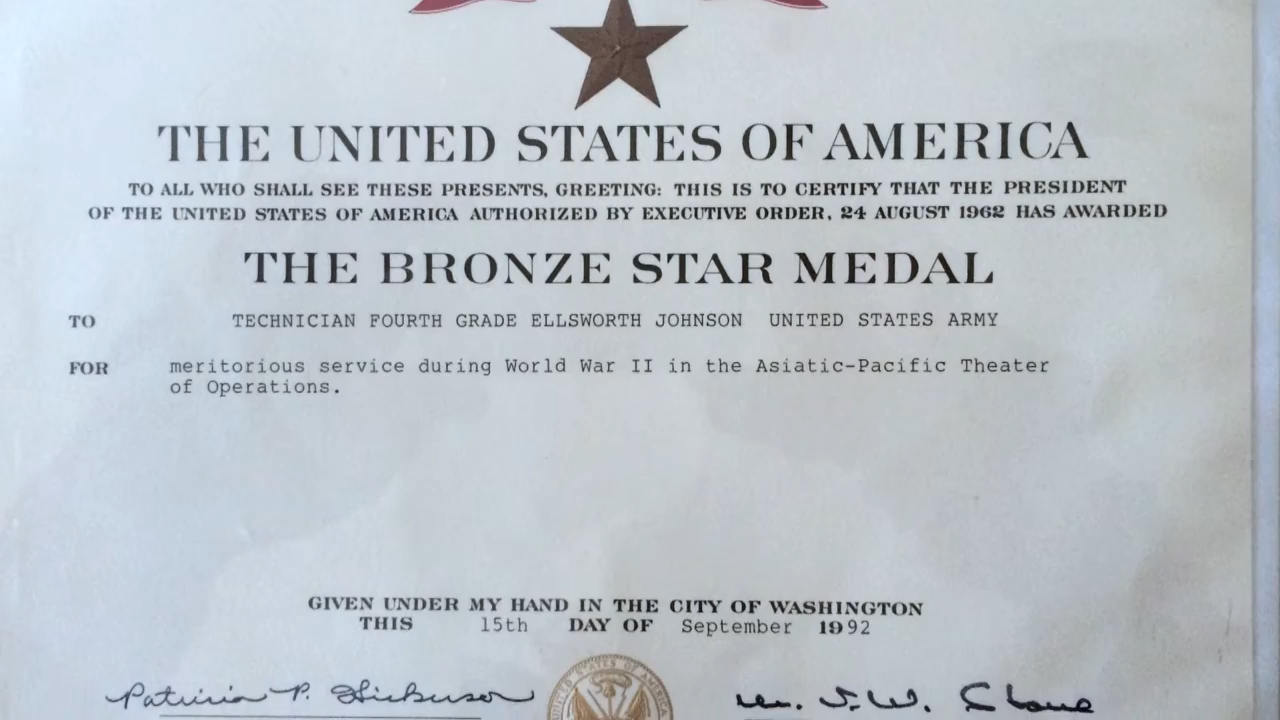 THE UNITED STATES OF AMERICA
TO ALL WHO SHALL SEE THESE PRESENTS, GREETING: THIS IS TO CERTIFY THAT THE PRESIDENT
OF THE UNITED STATES OF AMERICA AUTHORIZED BY EXECUTIVE ORDER, 24 AUGUST 1962 HAS AWARDED
THE BRONZE STAR MEDAL
TO TECHNICIAN FOURTH GRADE ELLSWORTH JOHNSON UNITED STATES ARMY
FOR meritorious service during World War II in the Asiatic-Pacific Theater
of Operations.
GIVEN UNDER MY HAND IN THE CITY OF WASHINGTON
THIS 15th DAY OF September 1992
Patricia P. Hickerson